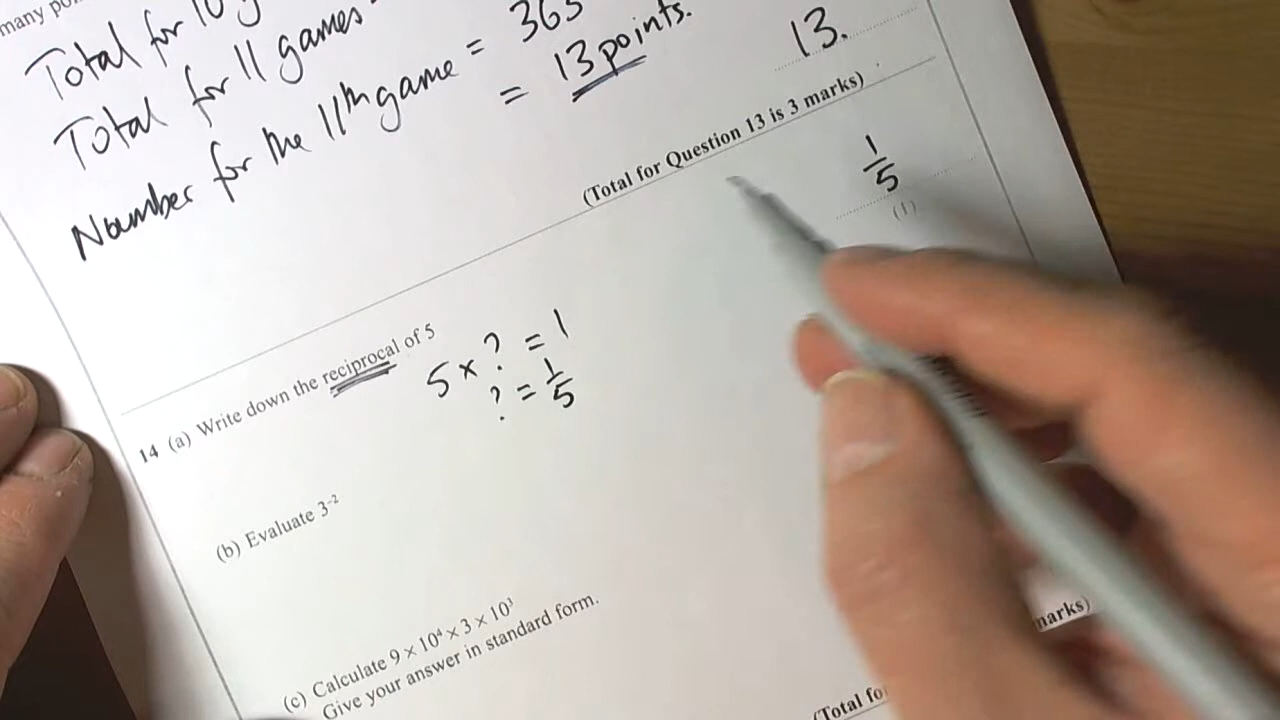 many
Total for 10
Total for 11 games
Number for the 11th game = 363
= 13 points.
13.
(Total for Question 13 is 3 marks)
1/5
(1)
14 (a) Write down the reciprocal of 5
5 × ? = 1
? = 1/5
(b) Evaluate 3⁻²
(c) Calculate 9 × 10⁴ × 3 × 10³
Give your answer in standard form.
marks)
(Total fo